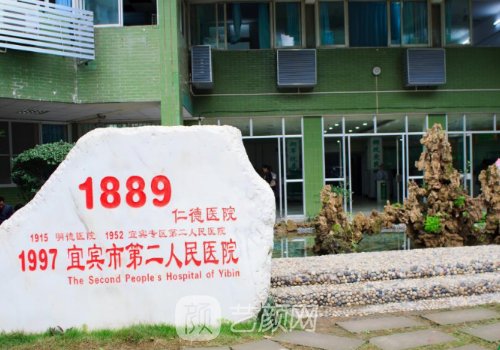 1889
1889
仁德医院
1915 明德医院 1952 宜宾专区第二人民医院
1997 宜宾市第二人民医院
The Second People's Hospital of Yibin
颜 艺颜网